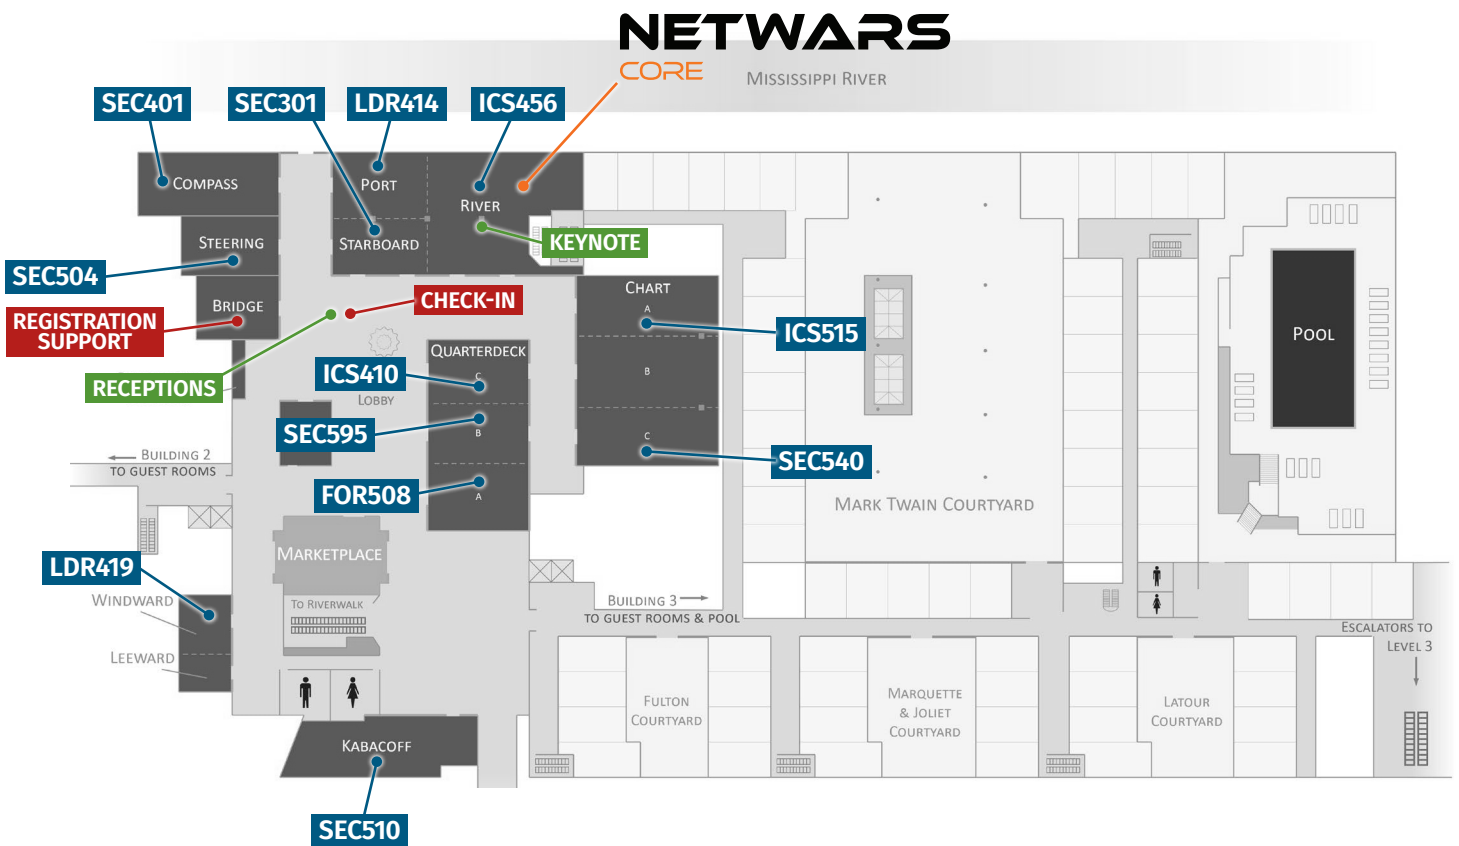 NETWARS
CORE
MISSISSIPPI RIVER
SEC401
SEC301
LDR414
ICS456
COMPASS
PORT
RIVER
STEERING
STARBOARD
KEYNOTE
SEC504
BRIDGE
CHECK-IN
REGISTRATION
SUPPORT
CHART
A
ICS515
POOL
QUARTERDECK
ICS410
C
B
RECEPTIONS
LOBBY
SEC595
B
C
SEC540
BUILDING 2
TO GUEST ROOMS
FOR508
A
MARK TWAIN COURTYARD
MARKETPLACE
LDR419
WINDWARD
TO RIVERWALK
BUILDING 3
TO GUEST ROOMS & POOL
ESCALATORS TO
LEVEL 3
LEEWARD
FULTON
COURTYARD
MARQUETTE
& JOLIET
COURTYARD
LATOUR
COURTYARD
KABACOFF
SEC510